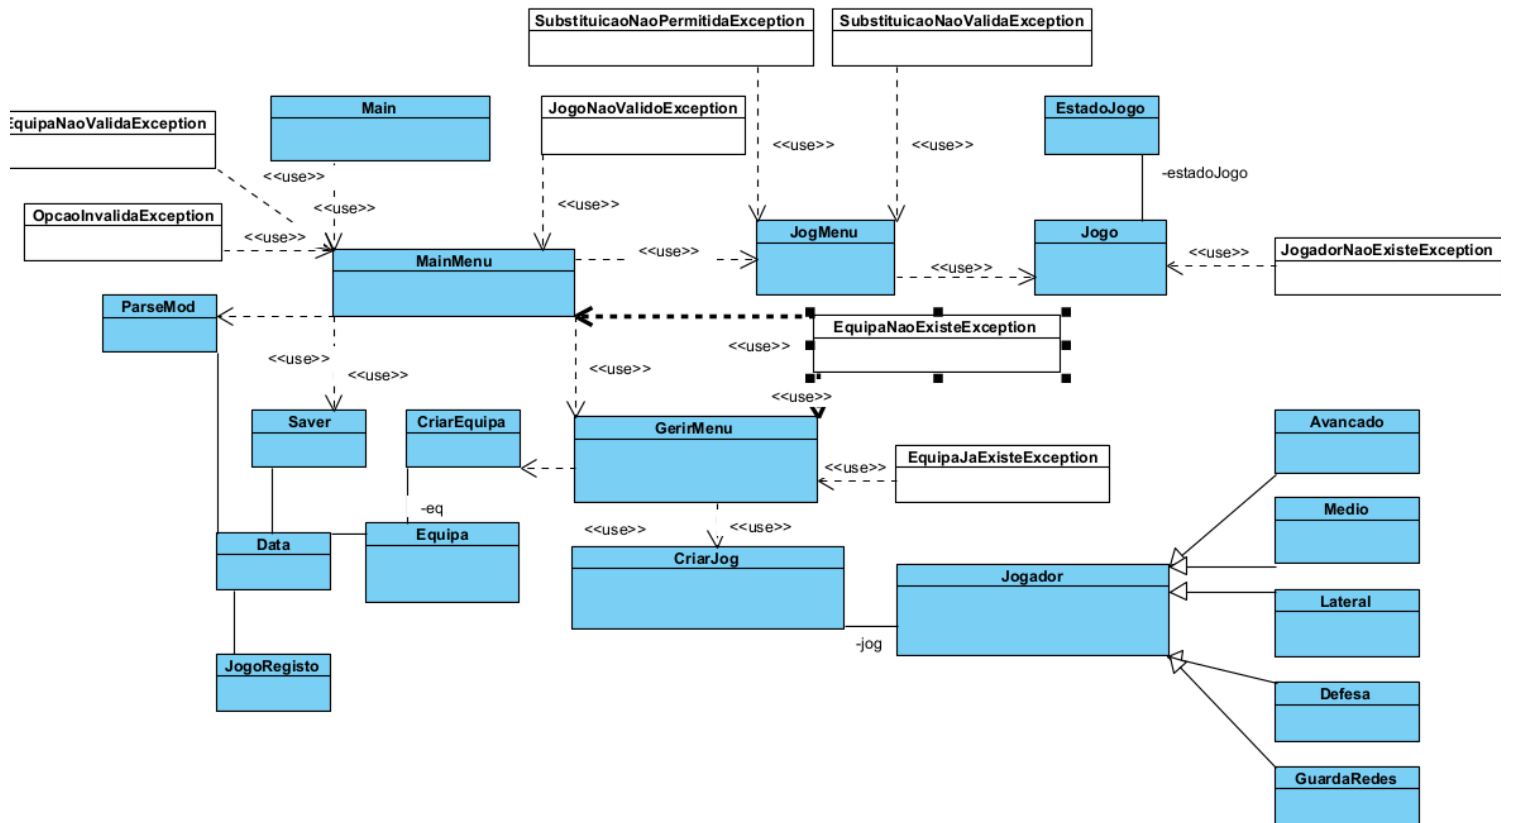 SubstituicaoNaoPermitidaException
SubstituicaoNaoValidaException
EquipaNaoValidaException
Main
JogoNaoValidoException
EstadoJogo
<<use>>
<<use>>
<<use>>
-estadoJogo
OpcaoInvalidaException
<<use>>
<<use>>
<<use>>
JogMenu
Jogo
<<use>>
JogadorNaoExisteException
MainMenu
<<use>>
<<use>>
ParseMod
EquipaNaoExisteException
<<use>>
<<use>>
<<use>>
<<use>>
<<use>>
Saver
CriarEquipa
GerirMenu
Avancado
EquipaJaExisteException
<<use>>
-eq
Medio
Data
Equipa
<<use>>
<<use>>
CriarJog
Jogador
Lateral
-jog
JogoRegisto
Defesa
GuardaRedes